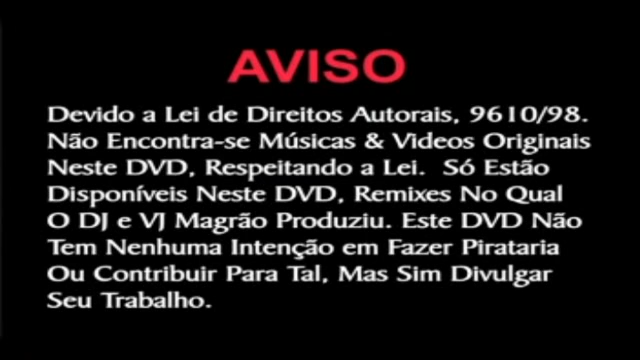 AVISO
Devido a Lei de Direitos Autorais, 9610/98.
Não Encontra-se Músicas & Videos Originais
Neste DVD, Respeitando a Lei.  Só Estão
Disponíveis Neste DVD, Remixes No Qual
O DJ e VJ Magrão Produziu. Este DVD Não
Tem Nenhuma Intenção em Fazer Pirataria
Ou Contribuir Para Tal, Mas Sim Divulgar
Seu Trabalho.